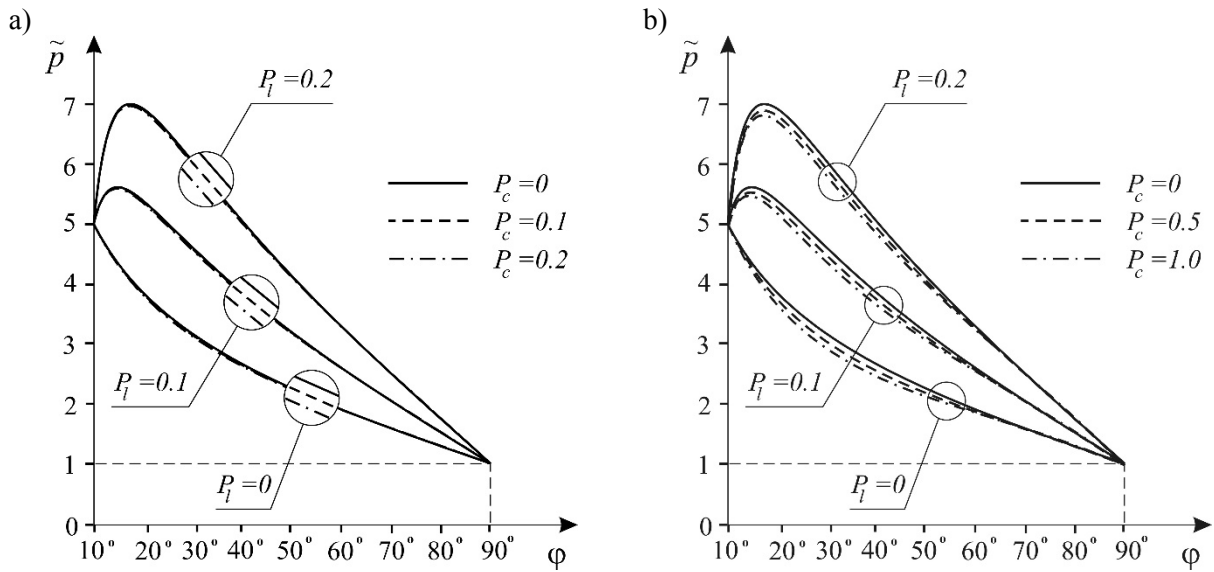 a)
p̃
7
6
5
4
3
2
1
0
10° 20° 30° 40° 50° 60° 70° 80° 90° φ
P_l =0.2
P_l =0.1
P_l =0
P_c =0
P_c =0.1
P_c =0.2
b)
p̃
7
6
5
4
3
2
1
0
10° 20° 30° 40° 50° 60° 70° 80° 90° φ
P_l =0.2
P_l =0.1
P_l =0
P_c =0
P_c =0.5
P_c =1.0